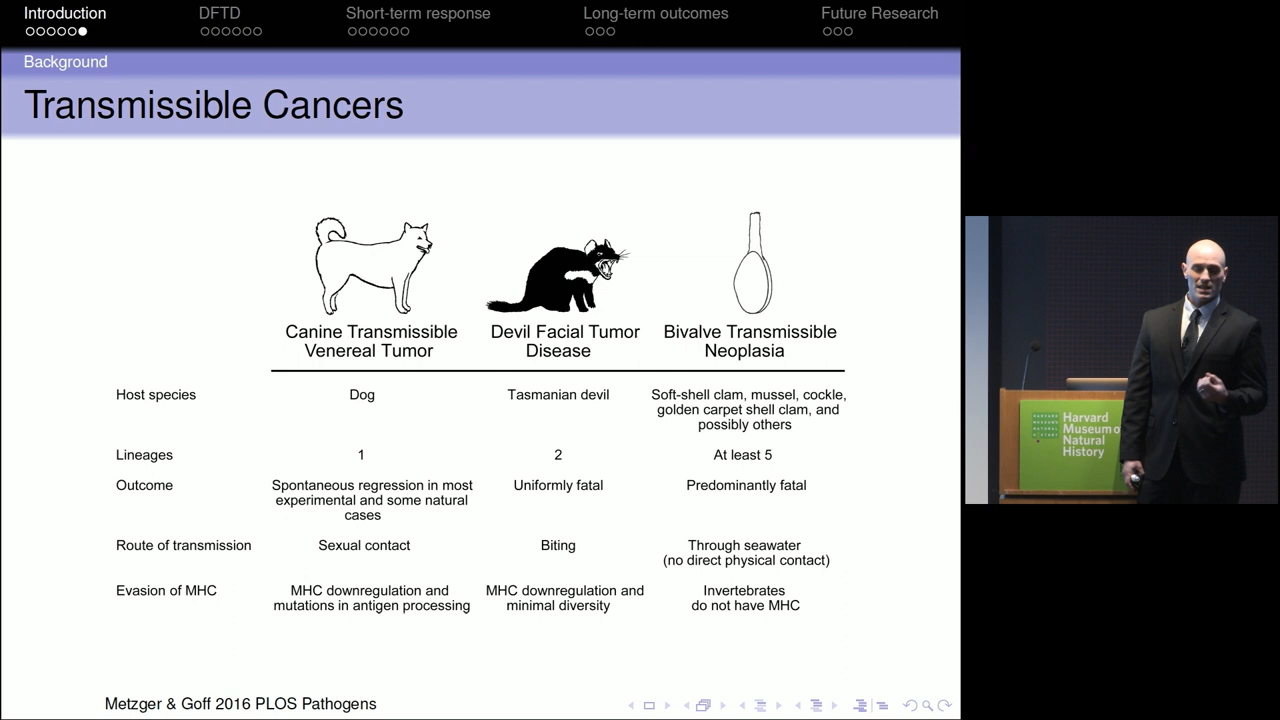 Introduction
DFTD
Short-term response
Long-term outcomes
Future Research
Background
Transmissible Cancers
Canine Transmissible
Venereal Tumor
Devil Facial Tumor
Disease
Bivalve Transmissible
Neoplasia
Host species
Dog
Tasmanian devil
Soft-shell clam, mussel, cockle,
golden carpet shell clam, and
possibly others
Lineages
1
2
At least 5
Outcome
Spontaneous regression in most
experimental and some natural
cases
Uniformly fatal
Predominantly fatal
Route of transmission
Sexual contact
Biting
Through seawater
(no direct physical contact)
Evasion of MHC
MHC downregulation and
mutations in antigen processing
MHC downregulation and
minimal diversity
Invertebrates
do not have MHC
Metzger & Goff 2016 PLOS Pathogens
Harvard
Museum o
Natural
History